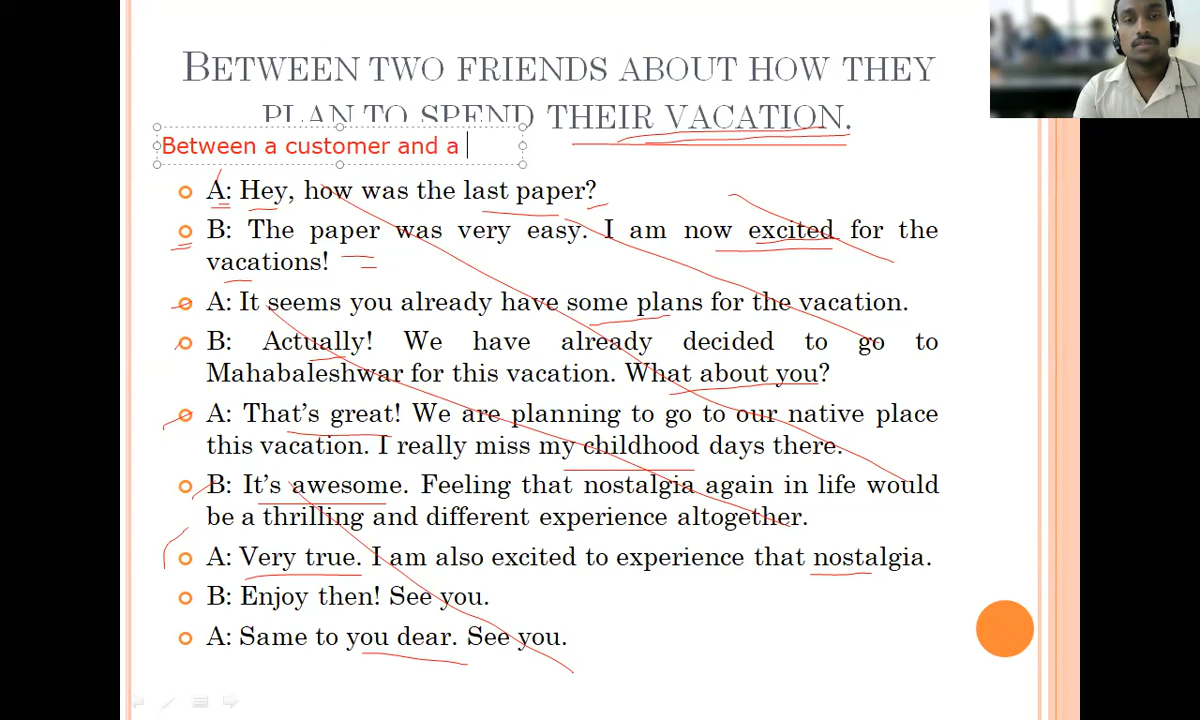 BETWEEN TWO FRIENDS ABOUT HOW THEY
PLAN TO SPEND THEIR VACATION.
Between a customer and a
A: Hey, how was the last paper?
B: The paper was very easy. I am now excited for the
vacations!
A: It seems you already have some plans for the vacation.
B: Actually! We have already decided to go to
Mahabaleshwar for this vacation. What about you?
A: That's great! We are planning to go to our native place
this vacation. I really miss my childhood days there.
B: It's awesome. Feeling that nostalgia again in life would
be a thrilling and different experience altogether.
A: Very true. I am also excited to experience that nostalgia.
B: Enjoy then! See you.
A: Same to you dear. See you.